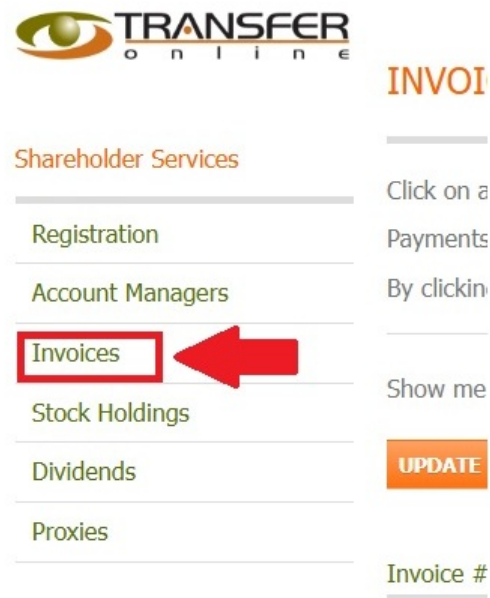 TRANSFER
online
INVOI
Shareholder Services
Click on a
Registration
Payments
Account Managers
By clickin
Invoices
Show me
Stock Holdings
UPDATE
Dividends
Proxies
Invoice #